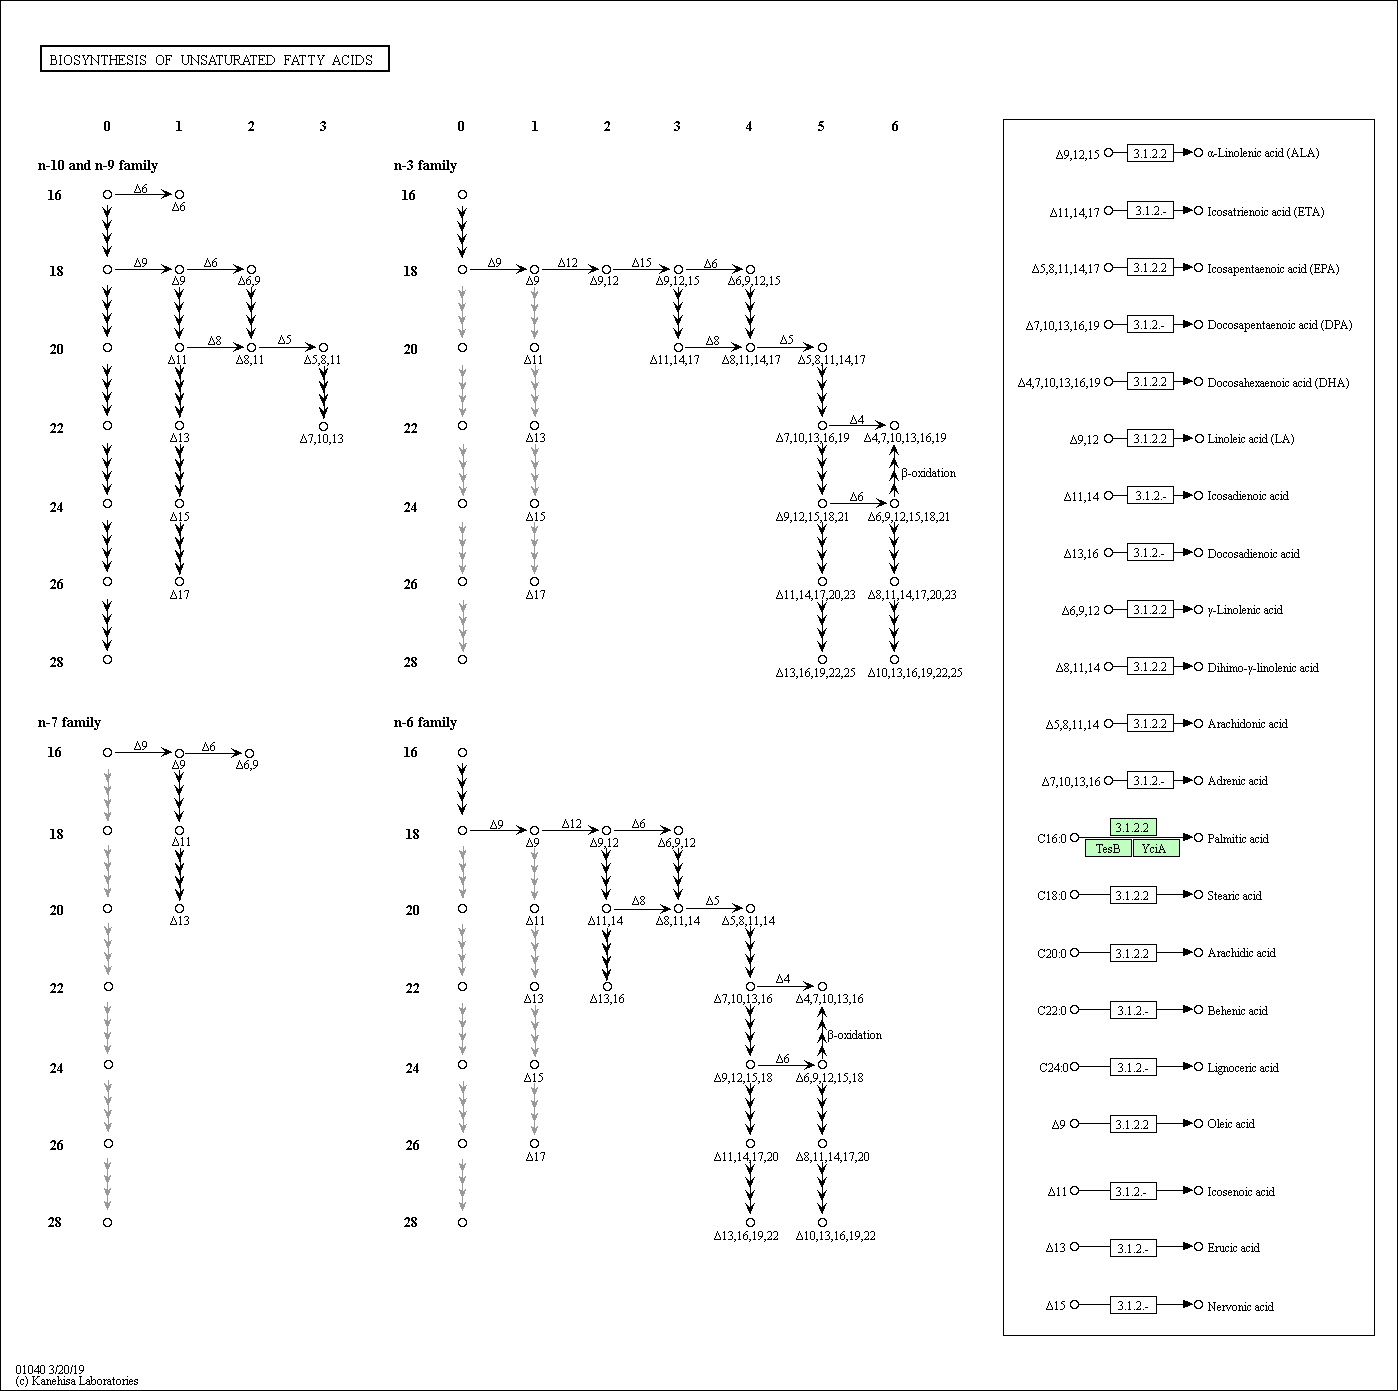 BIOSYNTHESIS OF UNSATURATED FATTY ACIDS
0 1 2 3
n-10 and n-9 family
16 Δ6
Δ6
18 Δ9 Δ6
Δ9 Δ6,9
20 Δ8 Δ5
Δ11 Δ8,11 Δ5,8,11
22
Δ13 Δ7,10,13
24
Δ15
26
Δ17
28
0 1 2 3 4 5 6
n-3 family
16
18 Δ9 Δ12 Δ15 Δ6
Δ9 Δ9,12 Δ9,12,15 Δ6,9,12,15
20 Δ8 Δ5
Δ11 Δ11,14,17 Δ8,11,14,17 Δ5,8,11,14,17
22 Δ4
Δ13 Δ7,10,13,16,19 Δ4,7,10,13,16,19
β-oxidation
24 Δ6
Δ15 Δ9,12,15,18,21 Δ6,9,12,15,18,21
26
Δ17 Δ11,14,17,20,23 Δ8,11,14,17,20,23
28
Δ13,16,19,22,25 Δ10,13,16,19,22,25
n-7 family
16 Δ9 Δ6
Δ9 Δ6,9
18
Δ11
20
Δ13
22
24
26
28
n-6 family
16
18 Δ9 Δ12 Δ6
Δ9 Δ9,12 Δ6,9,12
20 Δ8 Δ5
Δ11 Δ11,14 Δ8,11,14 Δ5,8,11,14
22 Δ4
Δ13 Δ13,16 Δ7,10,13,16 Δ4,7,10,13,16
β-oxidation
24 Δ6
Δ15 Δ9,12,15,18 Δ6,9,12,15,18
26
Δ17 Δ11,14,17,20 Δ8,11,14,17,20
28
Δ13,16,19,22 Δ10,13,16,19,22
Δ9,12,15 3.1.2.2 α-Linolenic acid (ALA)
Δ11,14,17 3.1.2.- Icosatrienoic acid (ETA)
Δ5,8,11,14,17 3.1.2.2 Icosapentaenoic acid (EPA)
Δ7,10,13,16,19 3.1.2.- Docosapentaenoic acid (DPA)
Δ4,7,10,13,16,19 3.1.2.2 Docosahexaenoic acid (DHA)
Δ9,12 3.1.2.2 Linoleic acid (LA)
Δ11,14 3.1.2.- Icosadienoic acid
Δ13,16 3.1.2.- Docosadienoic acid
Δ6,9,12 3.1.2.2 γ-Linolenic acid
Δ8,11,14 3.1.2.2 Dihimo-γ-linolenic acid
Δ5,8,11,14 3.1.2.2 Arachidonic acid
Δ7,10,13,16 3.1.2.- Adrenic acid
3.1.2.2
C16:0 Palmitic acid
TesB YciA
C18:0 3.1.2.2 Stearic acid
C20:0 3.1.2.2 Arachidic acid
C22:0 3.1.2.- Behenic acid
C24:0 3.1.2.- Lignoceric acid
Δ9 3.1.2.2 Oleic acid
Δ11 3.1.2.- Icosenoic acid
Δ13 3.1.2.- Erucic acid
Δ15 3.1.2.- Nervonic acid
01040 3/20/19
(c) Kanehisa Laboratories